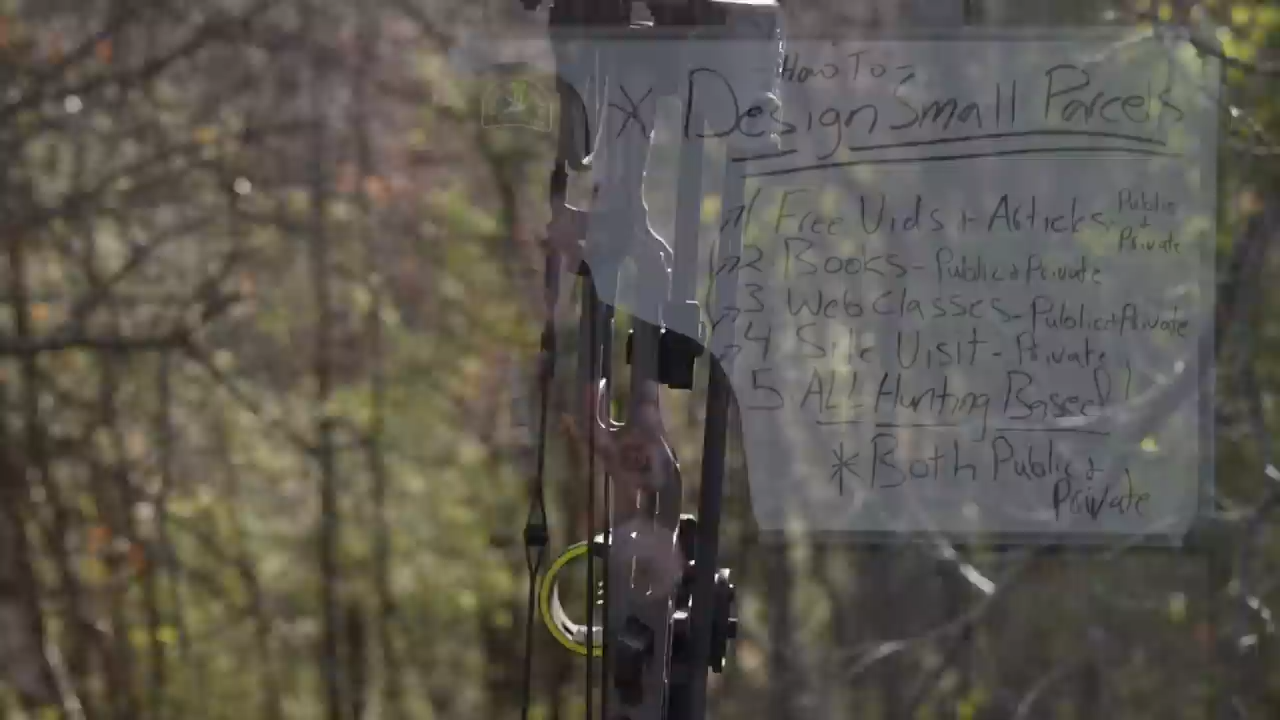 How To -
* Design Small Parcels
1 Free Vids + Articles - Public + Private
2 Books - Public + Private
3 Web Classes - Public + Private
4 Site Visit - Private
5 ALL Hunting Based!
* Both Public + Private